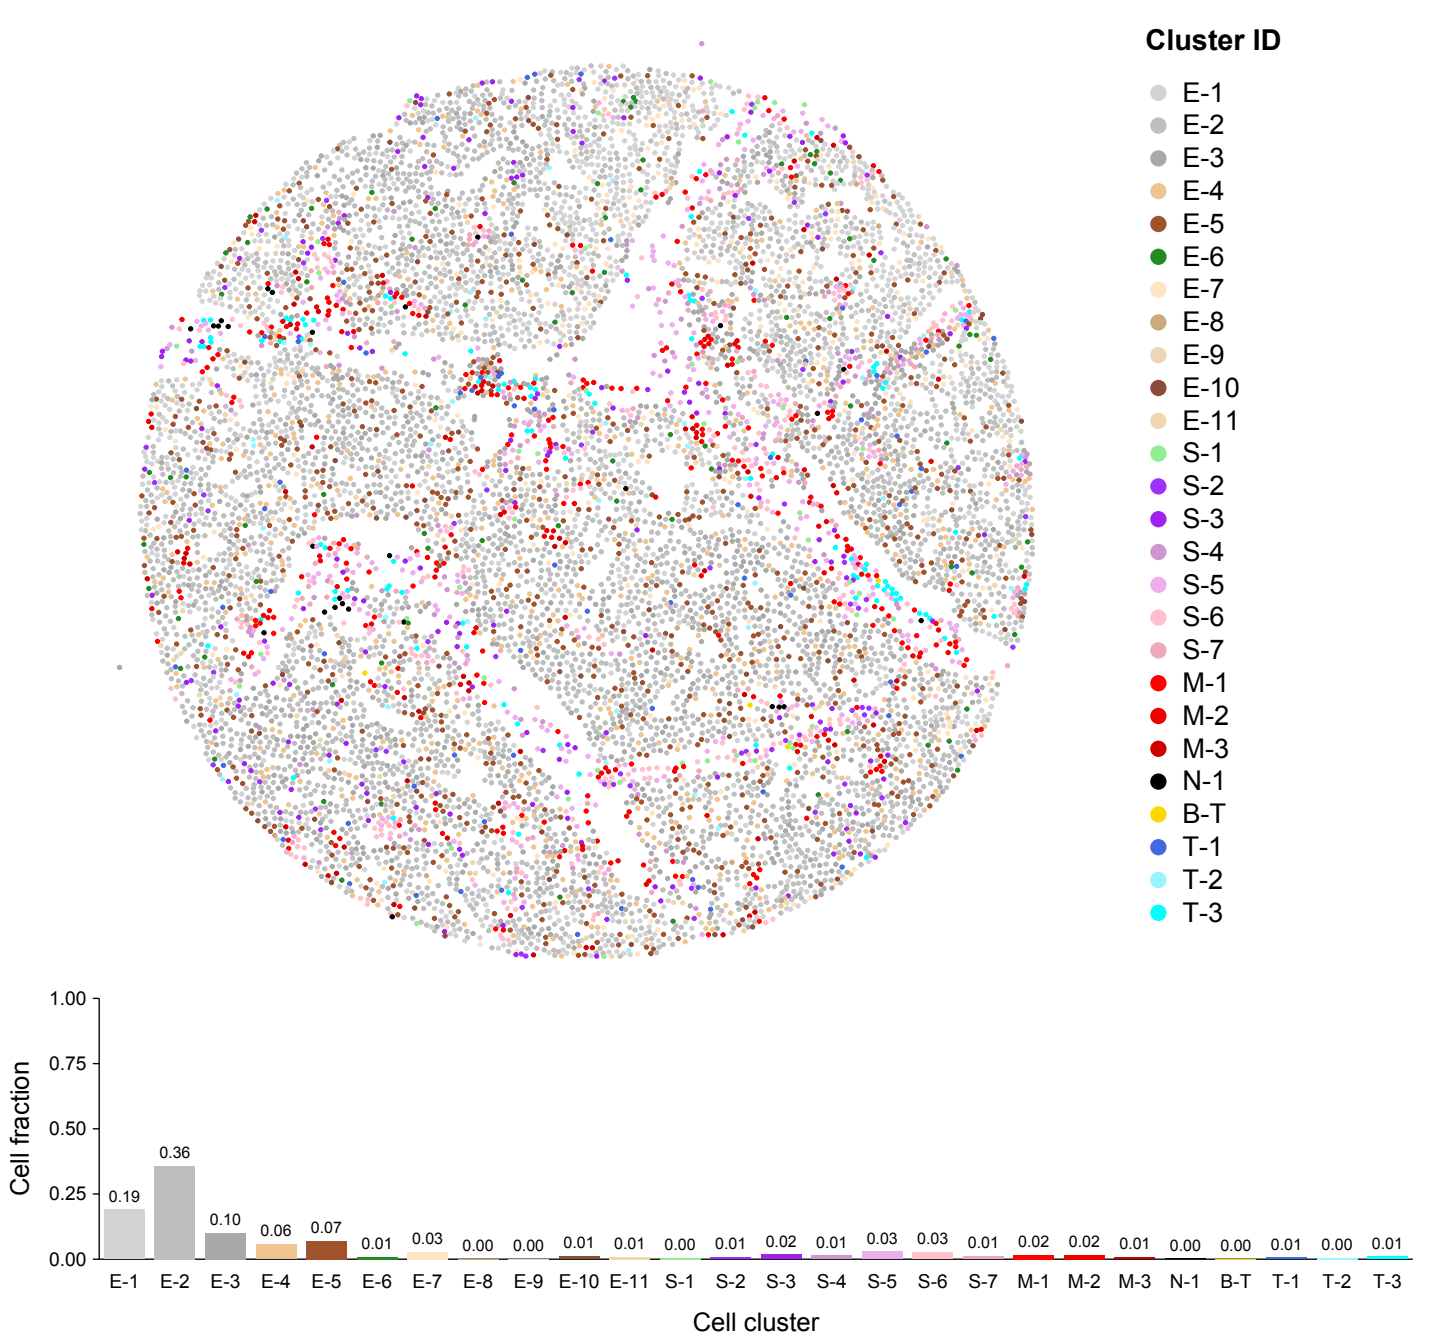 Cluster ID
E-1
E-2
E-3
E-4
E-5
E-6
E-7
E-8
E-9
E-10
E-11
S-1
S-2
S-3
S-4
S-5
S-6
S-7
M-1
M-2
M-3
N-1
B-T
T-1
T-2
T-3
1.00
0.75
0.50
0.25
0.00
Cell fraction
0.19 0.36 0.10 0.06 0.07 0.01 0.03 0.00 0.00 0.01 0.01 0.00 0.01 0.02 0.01 0.03 0.03 0.01 0.02 0.02 0.01 0.00 0.00 0.01 0.00 0.01
E-1 E-2 E-3 E-4 E-5 E-6 E-7 E-8 E-9 E-10 E-11 S-1 S-2 S-3 S-4 S-5 S-6 S-7 M-1 M-2 M-3 N-1 B-T T-1 T-2 T-3
Cell cluster